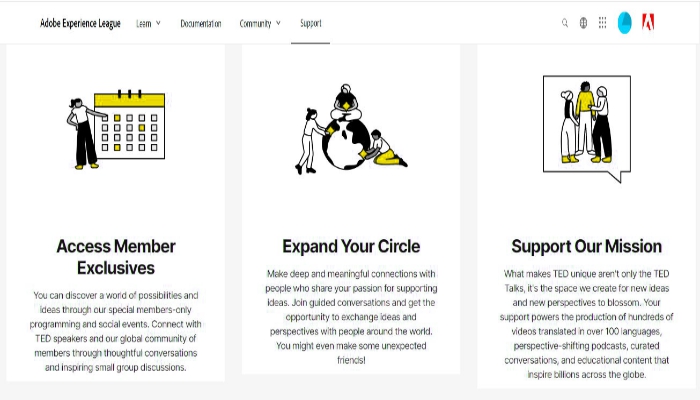 Adobe Experience League Learn Documentation Community Support
Access Member
Exclusives
You can discover a world of possibilities and
ideas through our special members-only
programming and social events. Connect with
TED speakers and our global community of
members through thoughtful conversations
and inspiring small group discussions.
Expand Your Circle
Make deep and meaningful connections with
people who share your passion for supporting
ideas. Join guided conversations and get the
opportunity to exchange ideas and
perspectives with people around the world.
You might even make some unexpected
friends!
Support Our Mission
What makes TED unique aren't only the TED
Talks, it's the space we create for new ideas
and new perspectives to blossom. Your
support powers the production of hundreds of
videos translated in over 100 languages,
perspective-shifting podcasts, curated
conversations, and educational content that
inspire billions across the globe.